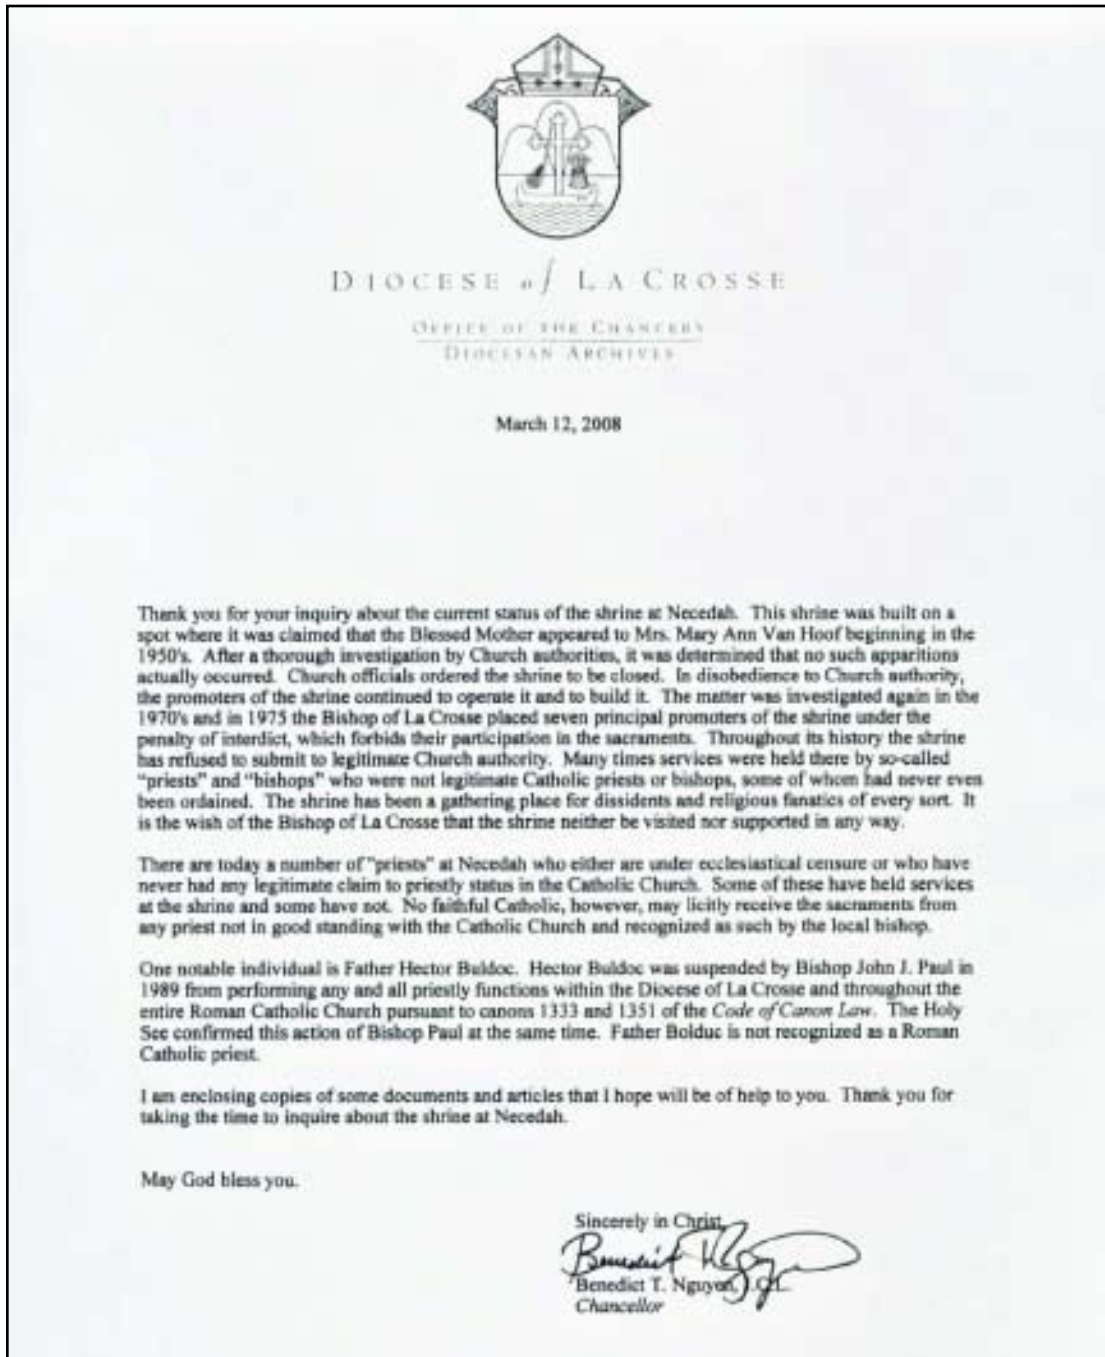 DIOCESE of LA CROSSE
OFFICE OF THE CHANCERY
DIOCESAN ARCHIVES
March 12, 2008
Thank you for your inquiry about the current status of the shrine at Necedah. This shrine was built on a
spot where it was claimed that the Blessed Mother appeared to Mrs. Mary Ann Van Hoof beginning in the
1950's. After a thorough investigation by Church authorities, it was determined that no such apparitions
actually occurred. Church officials ordered the shrine to be closed. In disobedience to Church authority,
the promoters of the shrine continued to operate it and to build it. The matter was investigated again in the
1970's and in 1975 the Bishop of La Crosse placed seven principal promoters of the shrine under the
penalty of interdict, which forbids their participation in the sacraments. Throughout its history the shrine
has refused to submit to legitimate Church authority. Many times services were held there by so-called
"priests" and "bishops" who were not legitimate Catholic priests or bishops, some of whom had never even
been ordained. The shrine has been a gathering place for dissidents and religious fanatics of every sort. It
is the wish of the Bishop of La Crosse that the shrine neither be visited nor supported in any way.
There are today a number of "priests" at Necedah who either are under ecclesiastical censure or who have
never had any legitimate claim to priestly status in the Catholic Church. Some of these have held services
at the shrine and some have not. No faithful Catholic, however, may licitly receive the sacraments from
any priest not in good standing with the Catholic Church and recognized as such by the local bishop.
One notable individual is Father Hector Buldoc. Hector Buldoc was suspended by Bishop John J. Paul in
1989 from performing any and all priestly functions within the Diocese of La Crosse and throughout the
entire Roman Catholic Church pursuant to canons 1333 and 1351 of the Code of Canon Law. The Holy
See confirmed this action of Bishop Paul at the same time. Father Bolduc is not recognized as a Roman
Catholic priest.
I am enclosing copies of some documents and articles that I hope will be of help to you. Thank you for
taking the time to inquire about the shrine at Necedah.
May God bless you.
Sincerely in Christ,
Benedict T. Nguyen, J.C.L.
Chancellor